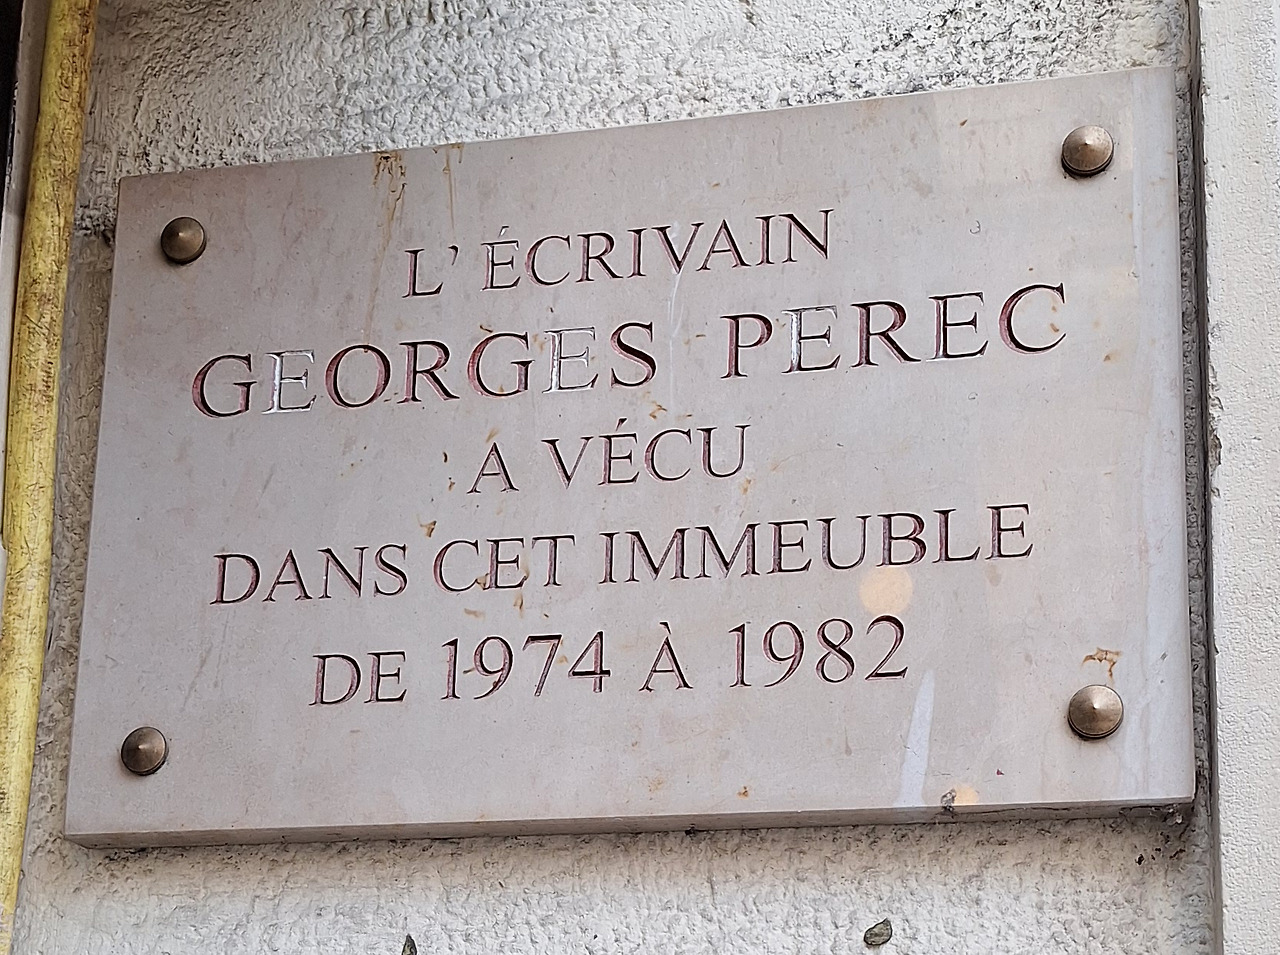 L' ÉCRIVAIN
GEORGES PEREC
A VÉCU
DANS CET IMMEUBLE
DE 1974 À 1982